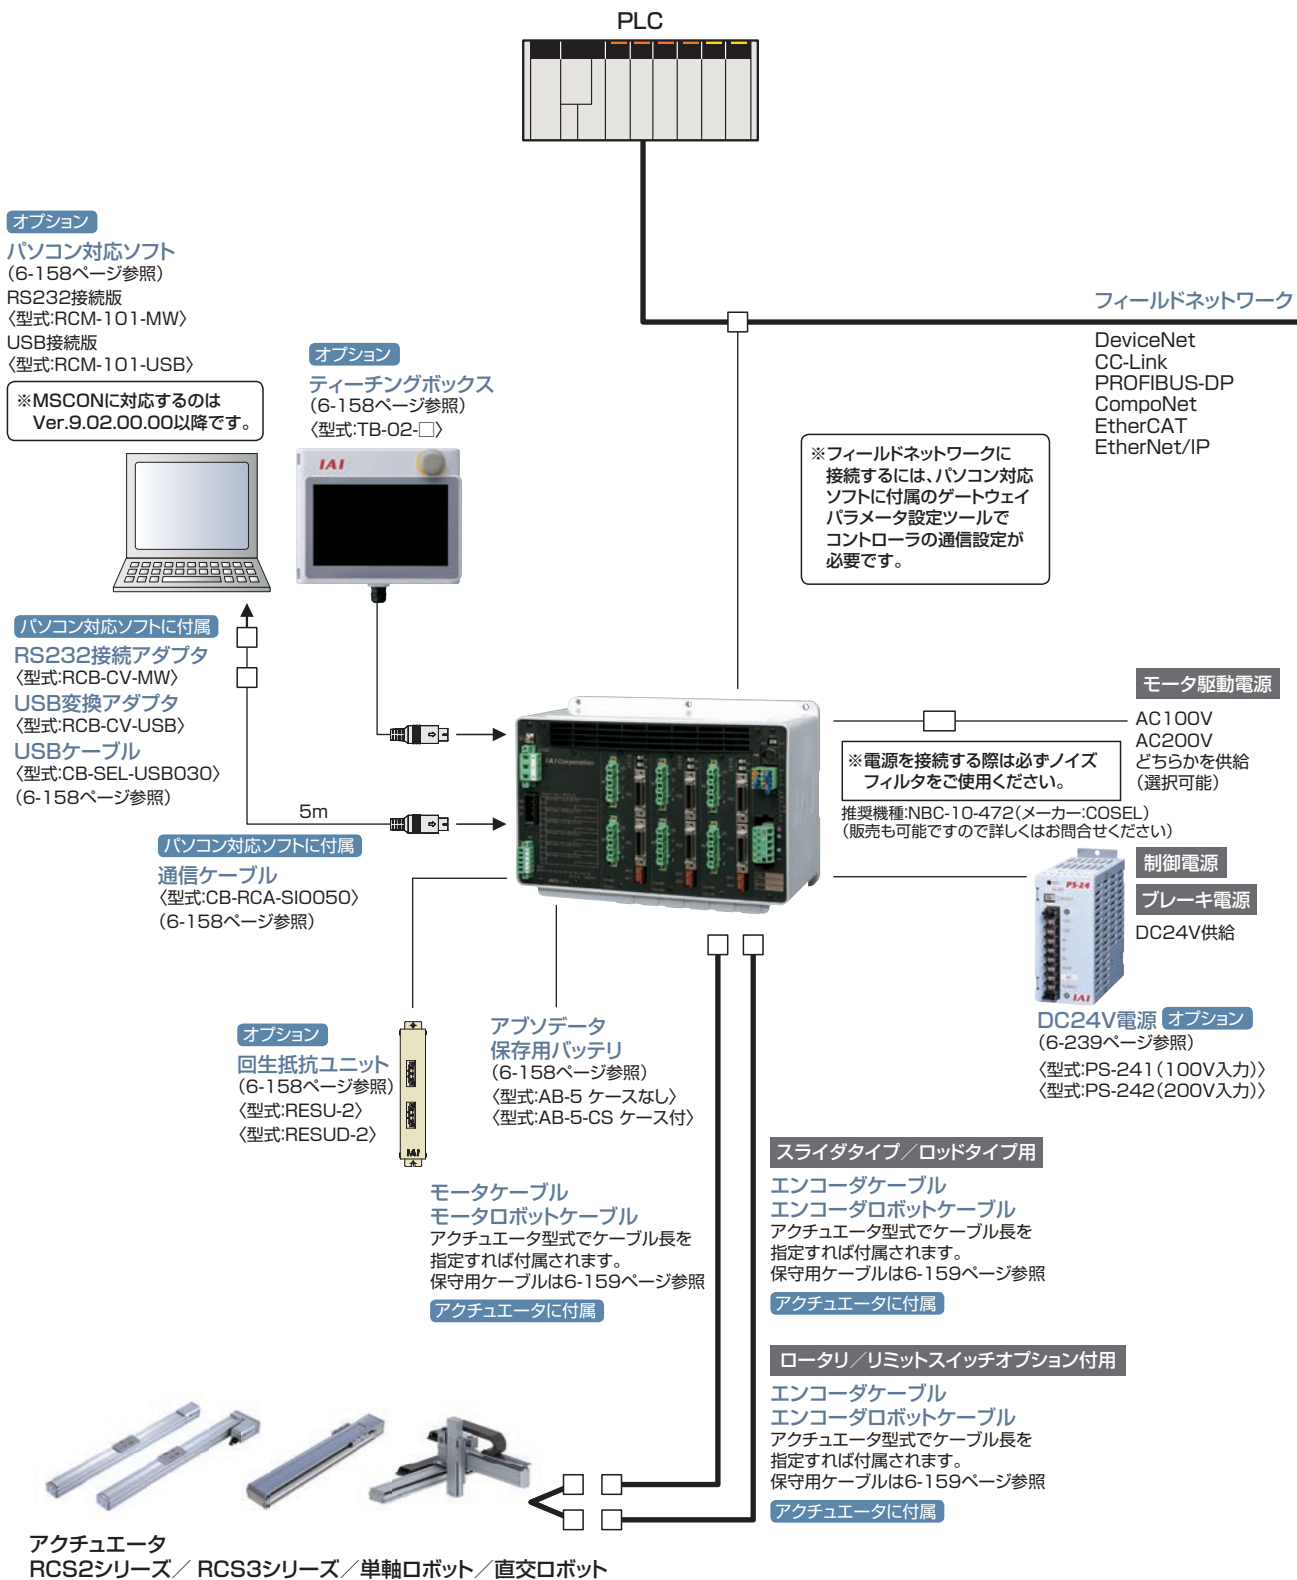 PLC
オプション
パソコン対応ソフト
(6-158ページ参照)
RS232接続版
〈型式:RCM-101-MW〉
USB接続版
〈型式:RCM-101-USB〉
※MSCONに対応するのは
Ver.9.02.00.00以降です。
オプション
ティーチングボックス
(6-158ページ参照)
〈型式:TB-02-□〉
IAI
フィールドネットワーク
DeviceNet
CC-Link
PROFIBUS-DP
CompoNet
EtherCAT
EtherNet/IP
※フィールドネットワークに
接続するには、パソコン対応
ソフトに付属のゲートウェイ
パラメータ設定ツールで
コントローラの通信設定が
必要です。
パソコン対応ソフトに付属
RS232接続アダプタ
〈型式:RCB-CV-MW〉
USB変換アダプタ
〈型式:RCB-CV-USB〉
USBケーブル
〈型式:CB-SEL-USB030〉
(6-158ページ参照)
5m
パソコン対応ソフトに付属
通信ケーブル
〈型式:CB-RCA-SIO050〉
(6-158ページ参照)
IAI Corporation
モータ駆動電源
AC100V
AC200V
どちらかを供給
(選択可能)
※電源を接続する際は必ずノイズ
フィルタをご使用ください。
推奨機種:NBC-10-472(メーカー:COSEL)
(販売も可能ですので詳しくはお問合せください)
PS-24
IAI
制御電源
ブレーキ電源
DC24V供給
DC24V電源 オプション
(6-239ページ参照)
〈型式:PS-241(100V入力)〉
〈型式:PS-242(200V入力)〉
オプション
回生抵抗ユニット
(6-158ページ参照)
〈型式:RESU-2〉
〈型式:RESUD-2〉
IAI
アブソデータ
保存用バッテリ
(6-158ページ参照)
〈型式:AB-5 ケースなし〉
〈型式:AB-5-CS ケース付〉
モータケーブル
モータロボットケーブル
アクチュエータ型式でケーブル長を
指定すれば付属されます。
保守用ケーブルは6-159ページ参照
アクチュエータに付属
スライダタイプ／ロッドタイプ用
エンコーダケーブル
エンコーダロボットケーブル
アクチュエータ型式でケーブル長を
指定すれば付属されます。
保守用ケーブルは6-159ページ参照
アクチュエータに付属
ロータリ／リミットスイッチオプション付用
エンコーダケーブル
エンコーダロボットケーブル
アクチュエータ型式でケーブル長を
指定すれば付属されます。
保守用ケーブルは6-159ページ参照
アクチュエータに付属
アクチュエータ
RCS2シリーズ／RCS3シリーズ／単軸ロボット／直交ロボット